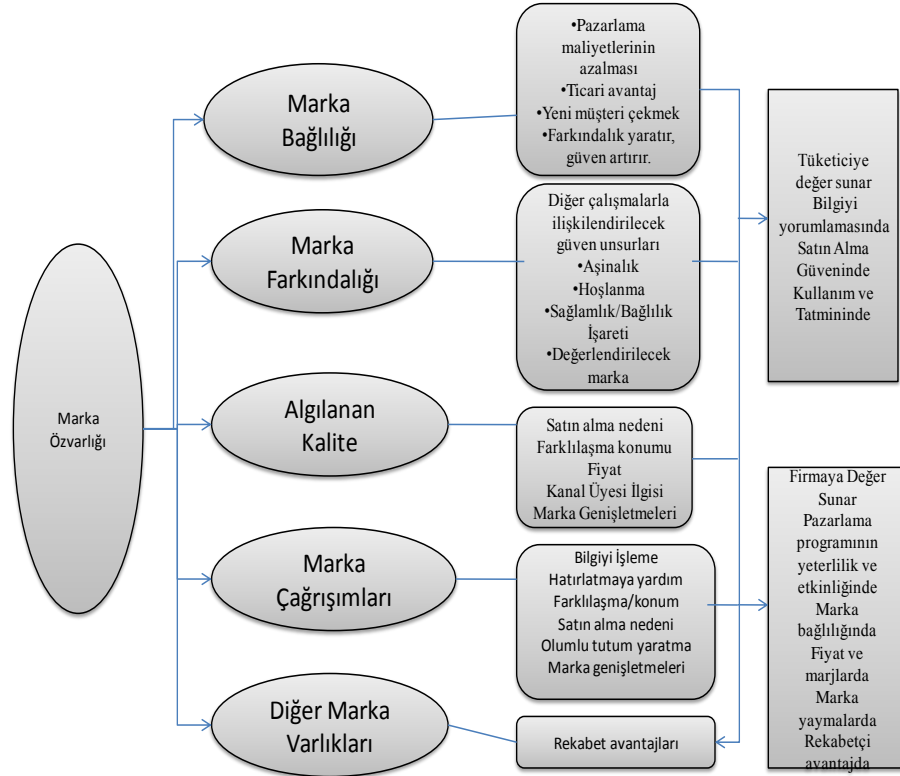 Marka
Özvarlığı
Marka
Bağlılığı
•Pazarlama
maliyetlerinin
azalması
•Ticari avantaj
•Yeni müşteri çekmek
•Farkındalık yaratır,
güven artırır.
Marka
Farkındalığı
Diğer çalışmalarla
ilişkilendirilecek
güven unsurları
•Aşinalık
•Hoşlanma
•Sağlamlık/Bağlılık
İşareti
•Değerlendirilecek
marka
Algılanan
Kalite
Satın alma nedeni
Farklılaşma konumu
Fiyat
Kanal Üyesi İlgisi
Marka Genişletmeleri
Marka
Çağrışımları
Bilgiyi İşleme
Hatırlatmaya yardım
Farklılaşma/konum
Satın alma nedeni
Olumlu tutum yaratma
Marka genişletmeleri
Diğer Marka
Varlıkları
Rekabet avantajları
Tüketiciye
değer sunar
Bilgiyi
yorumlamasında
Satın Alma
Güveninde
Kullanım ve
Tatmininde
Firmaya Değer
Sunar
Pazarlama
programının
yeterlilik ve
etkinliğinde
Marka
bağlılığında
Fiyat ve
marjlarda
Marka
yaymalarda
Rekabetçi
avantajda